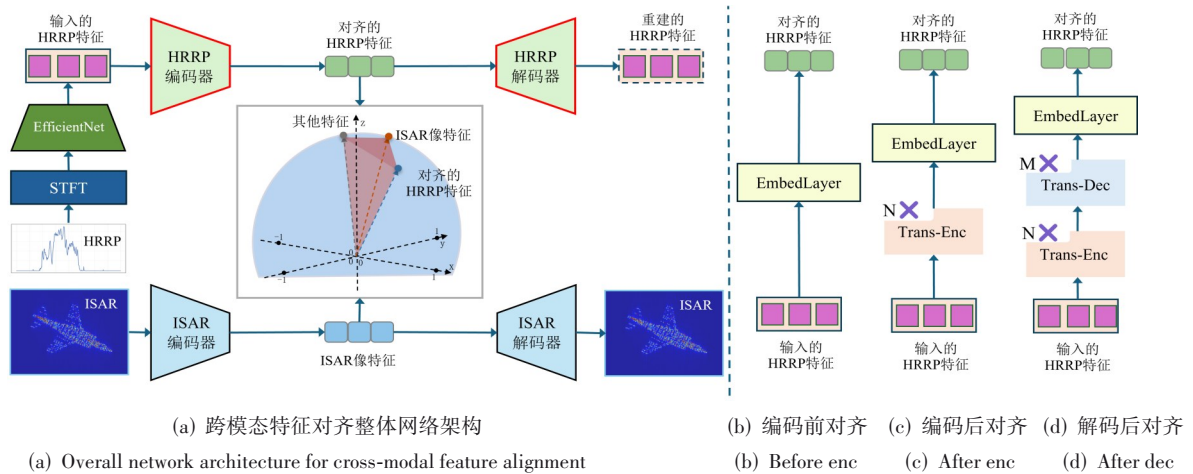 输入的
HRRP特征
HRRP
编码器
对齐的
HRRP特征
HRRP
解码器
重建的
HRRP特征
EfficientNet
STFT
HRRP
其他特征
z
ISAR像特征
对齐的
HRRP特征
-1
1
y
0
0
0
x
-1
1
ISAR
ISAR
编码器
ISAR像特征
ISAR
解码器
ISAR
(a) 跨模态特征对齐整体网络架构
(a) Overall network architecture for cross-modal feature alignment
对齐的
HRRP特征
EmbedLayer
输入的
HRRP特征
(b) 编码前对齐
(b) Before enc
对齐的
HRRP特征
EmbedLayer
N
Trans-Enc
输入的
HRRP特征
(c) 编码后对齐
(c) After enc
对齐的
HRRP特征
EmbedLayer
M
Trans-Dec
N
Trans-Enc
输入的
HRRP特征
(d) 解码后对齐
(d) After dec